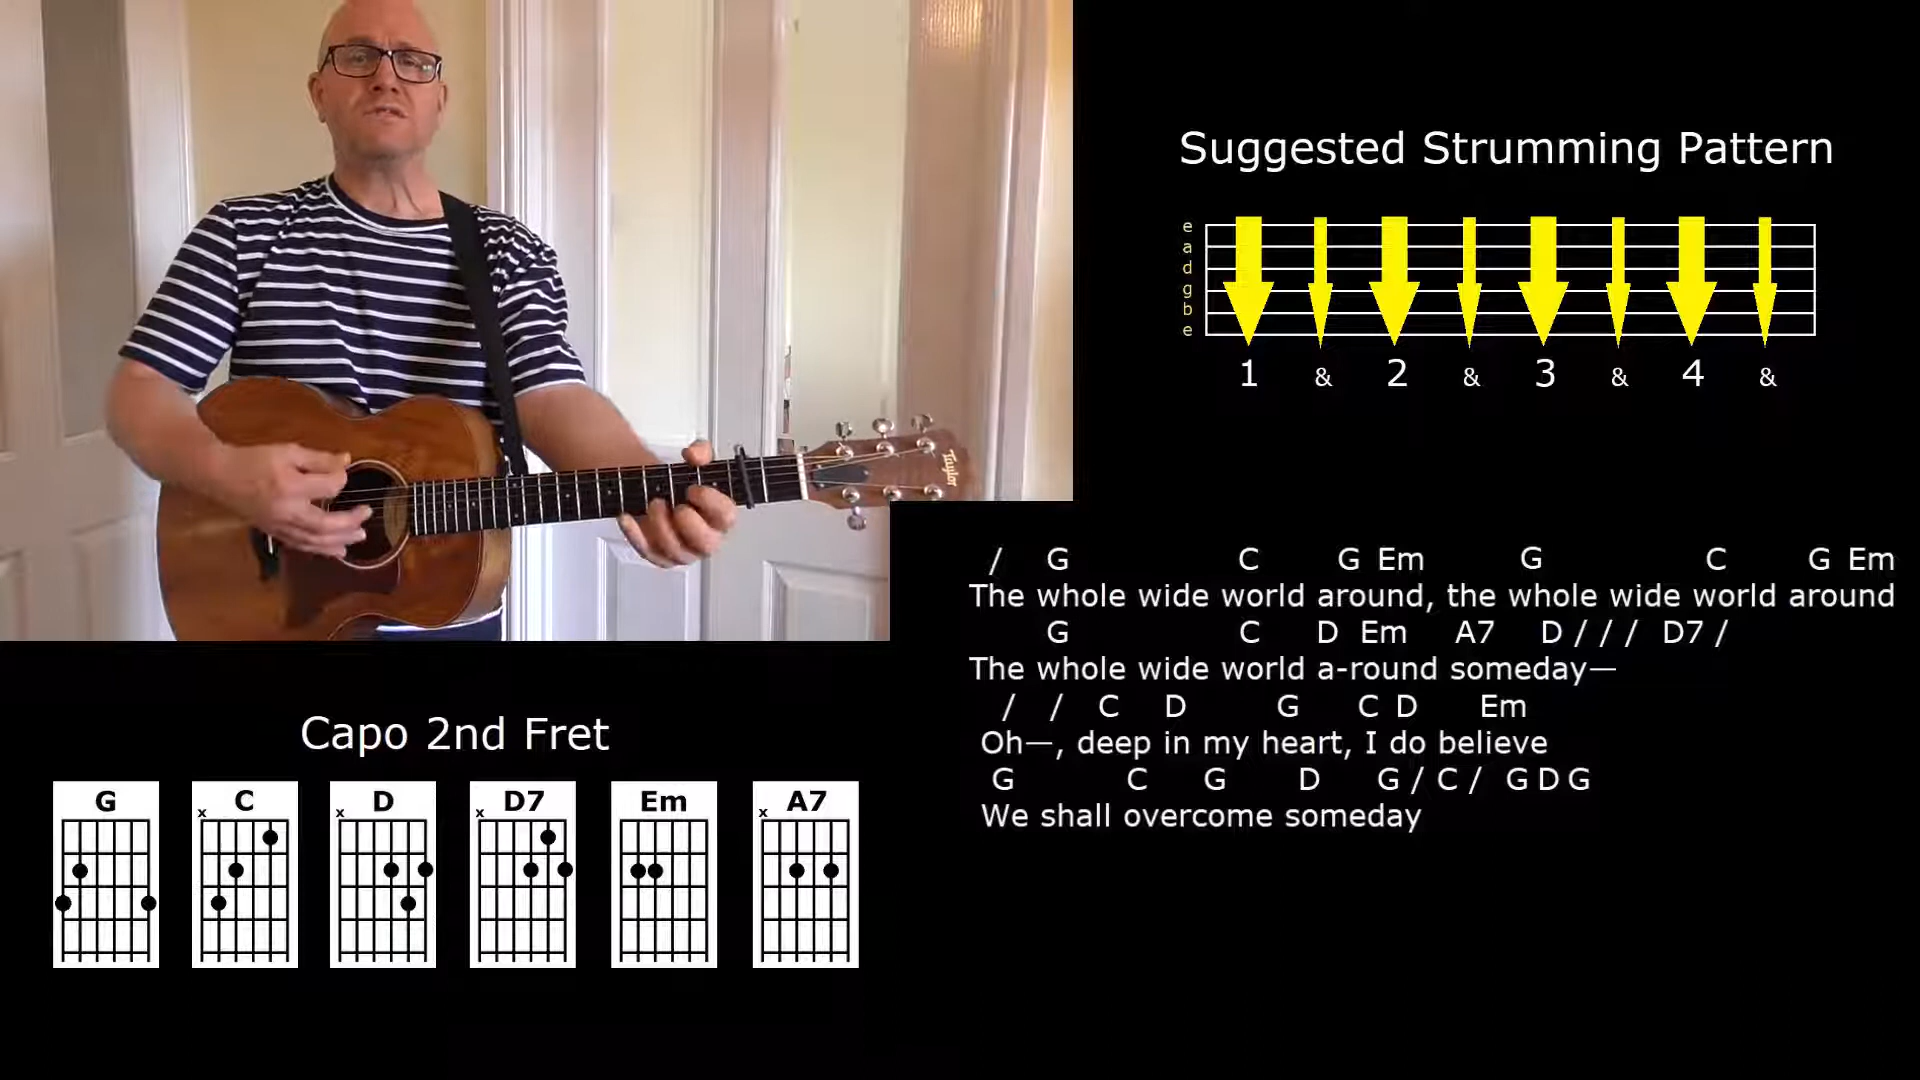 Suggested Strumming Pattern
e
a
d
g
b
e
1 & 2 & 3 & 4 &
Taylor
/ G C G Em G C G Em
The whole wide world around, the whole wide world around
G C D Em A7 D / / / D7 /
The whole wide world a-round someday—
/ / C D G C D Em
Oh—, deep in my heart, I do believe
G C G D G / C / G D G
We shall overcome someday
Capo 2nd Fret
G C D D7 Em A7
x x x x